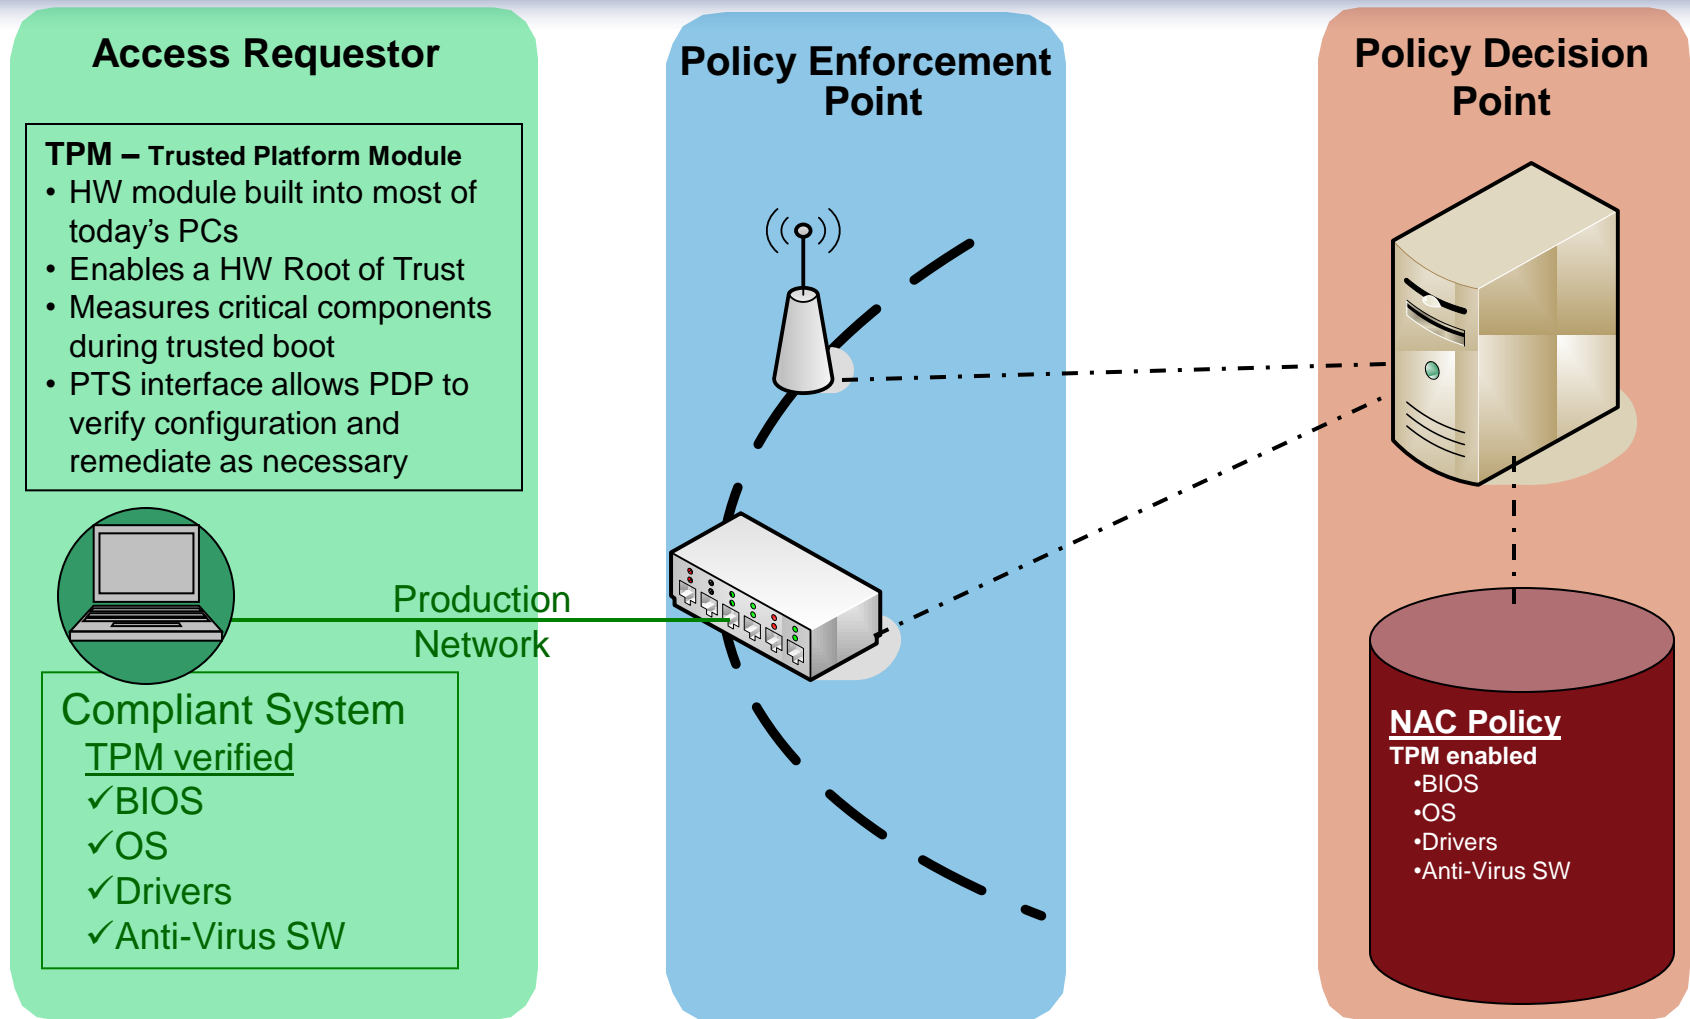 Access Requestor
TPM – Trusted Platform Module
• HW module built into most of
today's PCs
• Enables a HW Root of Trust
• Measures critical components
during trusted boot
• PTS interface allows PDP to
verify configuration and
remediate as necessary
Production
Network
Compliant System
TPM verified
✓BIOS
✓OS
✓Drivers
✓Anti-Virus SW
Policy Enforcement
Point
Policy Decision
Point
NAC Policy
TPM enabled
•BIOS
•OS
•Drivers
•Anti-Virus SW